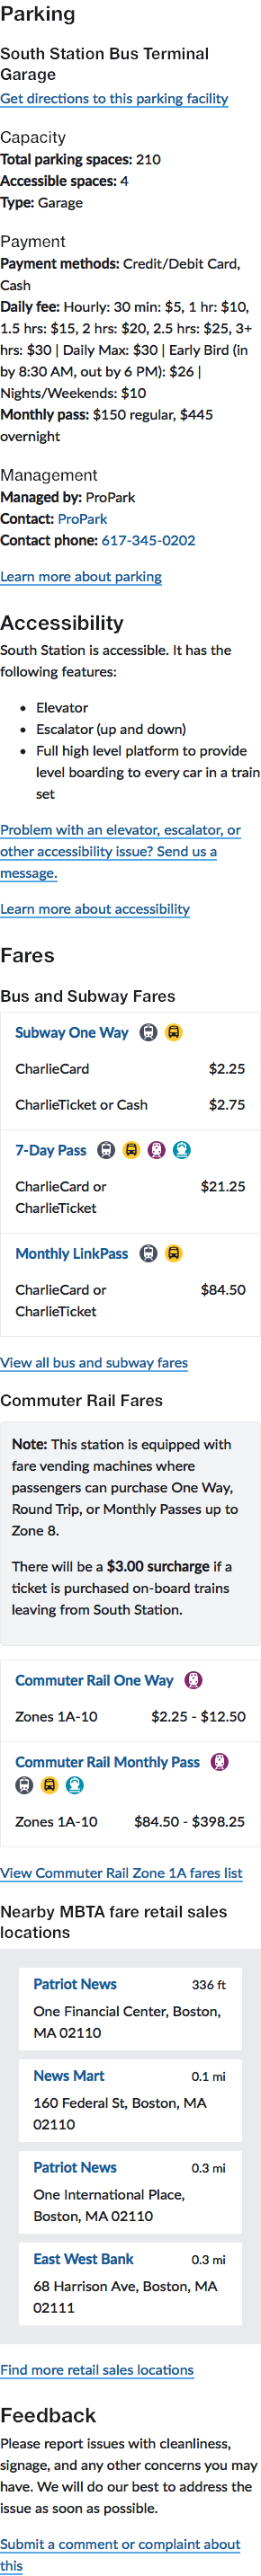 Parking
South Station Bus Terminal
Garage
Get directions to this parking facility
Capacity
Total parking spaces: 210
Accessible spaces: 4
Type: Garage
Payment
Payment methods: Credit/Debit Card,
Cash
Daily fee: Hourly: 30 min: $5, 1 hr: $10,
1.5 hrs: $15, 2 hrs: $20, 2.5 hrs: $25, 3+
hrs: $30 | Daily Max: $30 | Early Bird (in
by 8:30 AM, out by 6 PM): $26 |
Nights/Weekends: $10
Monthly pass: $150 regular, $445
overnight
Management
Managed by: ProPark
Contact: ProPark
Contact phone: 617-345-0202
Learn more about parking
Accessibility
South Station is accessible. It has the
following features:
• Elevator
• Escalator (up and down)
• Full high level platform to provide
level boarding to every car in a train
set
Problem with an elevator, escalator, or
other accessibility issue? Send us a
message.
Learn more about accessibility
Fares
Bus and Subway Fares
Subway One Way
CharlieCard $2.25
CharlieTicket or Cash $2.75
7-Day Pass
CharlieCard or $21.25
CharlieTicket
Monthly LinkPass
CharlieCard or $84.50
CharlieTicket
View all bus and subway fares
Commuter Rail Fares
Note: This station is equipped with
fare vending machines where
passengers can purchase One Way,
Round Trip, or Monthly Passes up to
Zone 8.
There will be a $3.00 surcharge if a
ticket is purchased on-board trains
leaving from South Station.
Commuter Rail One Way
Zones 1A-10 $2.25 - $12.50
Commuter Rail Monthly Pass
Zones 1A-10 $84.50 - $398.25
View Commuter Rail Zone 1A fares list
Nearby MBTA fare retail sales
locations
Patriot News 336 ft
One Financial Center, Boston,
MA 02110
News Mart 0.1 mi
160 Federal St, Boston, MA
02110
Patriot News 0.3 mi
One International Place,
Boston, MA 02110
East West Bank 0.3 mi
68 Harrison Ave, Boston, MA
02111
Find more retail sales locations
Feedback
Please report issues with cleanliness,
signage, and any other concerns you may
have. We will do our best to address the
issue as soon as possible.
Submit a comment or complaint about
this